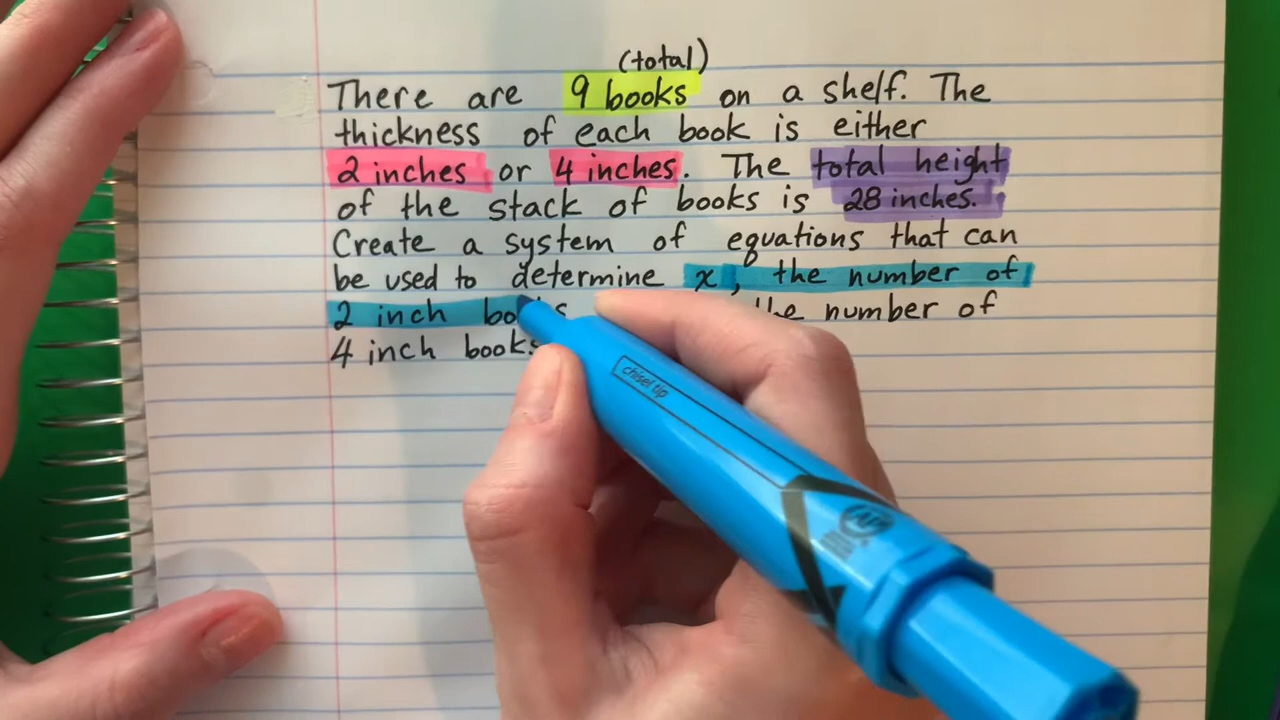 (total)
There are 9 books on a shelf. The
thickness of each book is either
2 inches or 4 inches. The total height
of the stack of books is 28 inches.
Create a system of equations that can
be used to determine x, the number of
2 inch books the number of
4 inch books
chisel tip